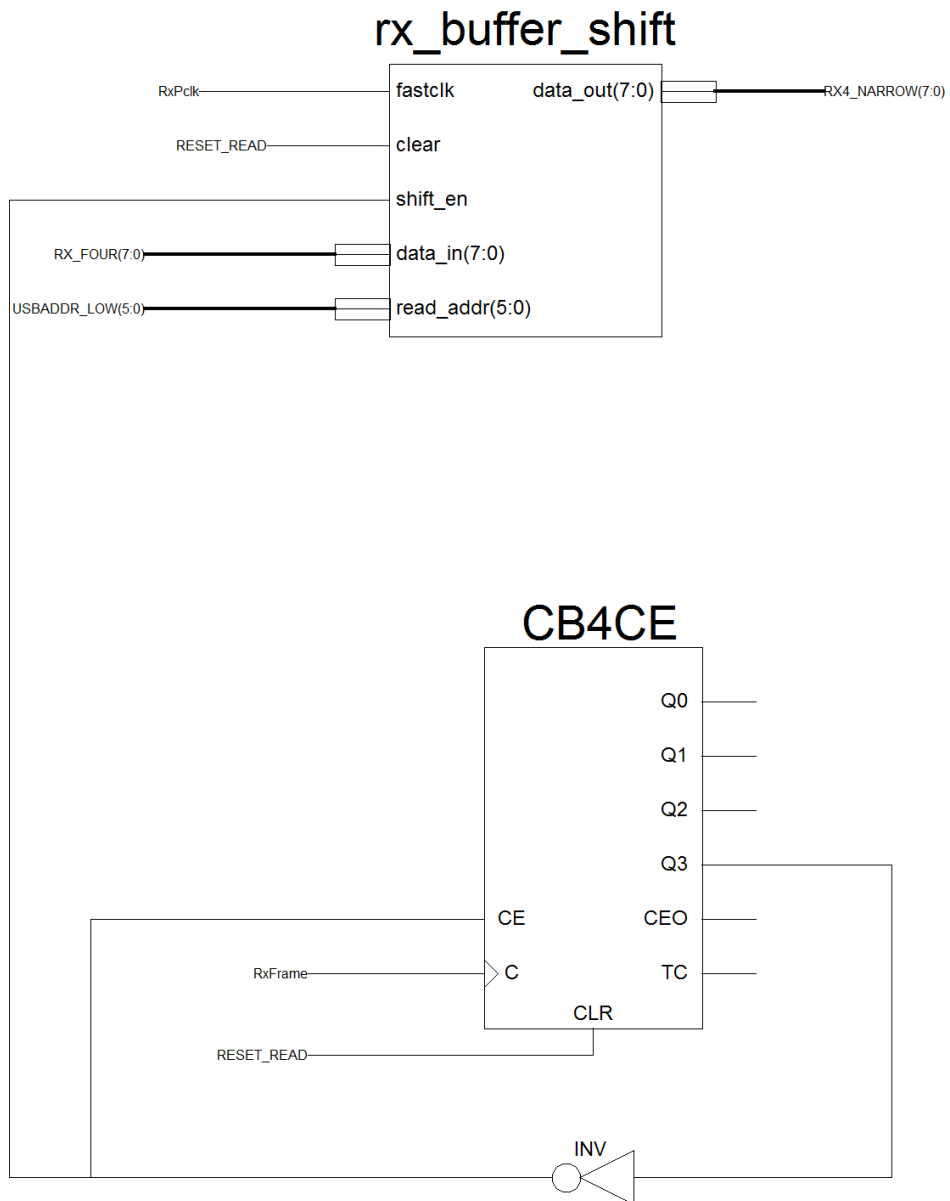 rx_buffer_shift
RxPclk fastclk data_out(7:0) RX4_NARROW(7:0)
RESET_READ clear
shift_en
RX_FOUR(7:0) data_in(7:0)
USBADDR_LOW(5:0) read_addr(5:0)
CB4CE
Q0
Q1
Q2
Q3
CE CEO
RxFrame C TC
CLR
RESET_READ
INV